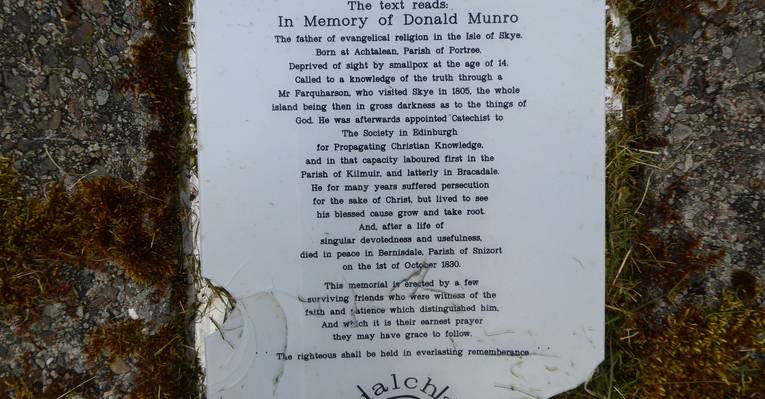 The text reads:
In Memory of Donald Munro
The father of evangelical religion in the Isle of Skye.
Born at Achtalean, Parish of Portree.
Deprived of sight by smallpox at the age of 14.
Called to a knowledge of the truth through a
Mr Farquharson, who visited Skye in 1805, the whole
island being then in gross darkness as to the things of
God. He was afterwards appointed Catechist to
The Society in Edinburgh
for Propagating Christian Knowledge,
and in that capacity laboured first in the
Parish of Kilmuir, and latterly in Bracadale.
He for many years suffered persecution
for the sake of Christ, but lived to see
his blessed cause grow and take root.
And, after a life of
singular devotedness and usefulness,
died in peace in Bernisdale, Parish of Snizort
on the 1st of October 1830.
This memorial is erected by a few
surviving friends who were witness of the
faith and patience which distinguished him,
And which it is their earnest prayer
they may have grace to follow.
The righteous shall be held in everlasting rememberance